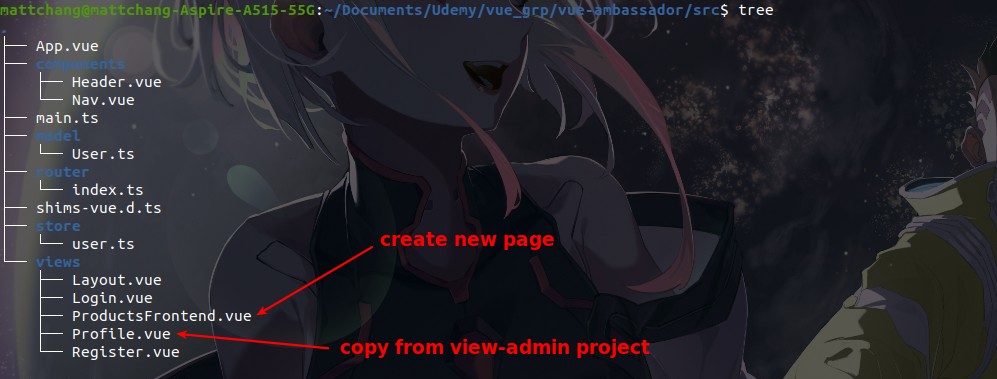 mattchang@mattchang-Aspire-A515-55G:~/Documents/Udemy/vue_grp/vue-ambassador/src$ tree
.
├── App.vue
├── components
│   ├── Header.vue
│   └── Nav.vue
├── main.ts
├── model
│   └── User.ts
├── router
│   └── index.ts
├── shims-vue.d.ts
├── store
│   └── user.ts
└── views
    ├── Layout.vue
    ├── Login.vue
    ├── ProductsFrontend.vue
    ├── Profile.vue
    └── Register.vue
create new page
copy from view-admin project